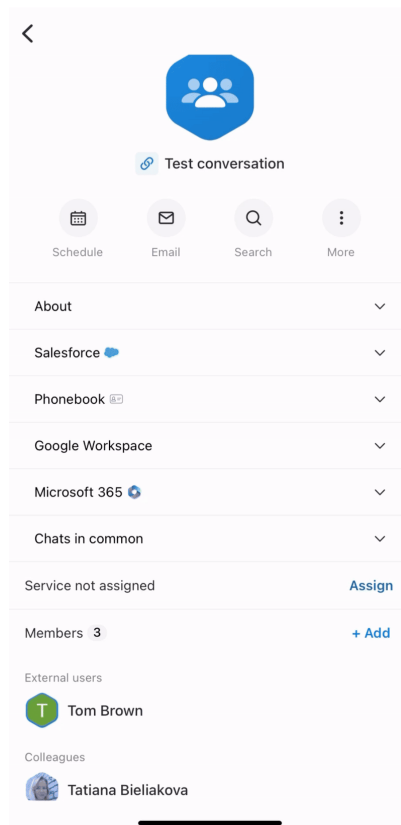 Test conversation
Schedule Email Search More
About
Salesforce
Phonebook
Google Workspace
Microsoft 365
Chats in common
Service not assigned Assign
Members 3 + Add
External users
T Tom Brown
Colleagues
Tatiana Bieliakova